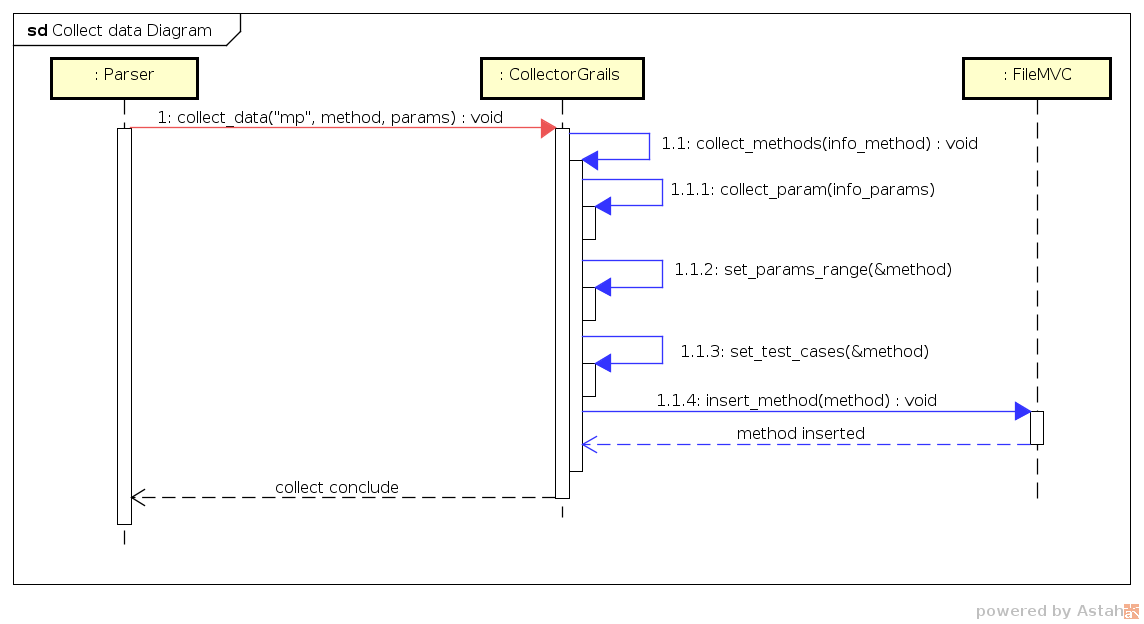 sd Collect data Diagram
: Parser
: CollectorGrails
: FileMVC
1: collect_data("mp", method, params) : void
1.1: collect_methods(info_method) : void
1.1.1: collect_param(info_params)
1.1.2: set_params_range(&method)
1.1.3: set_test_cases(&method)
1.1.4: insert_method(method) : void
method inserted
collect conclude
powered by Astah